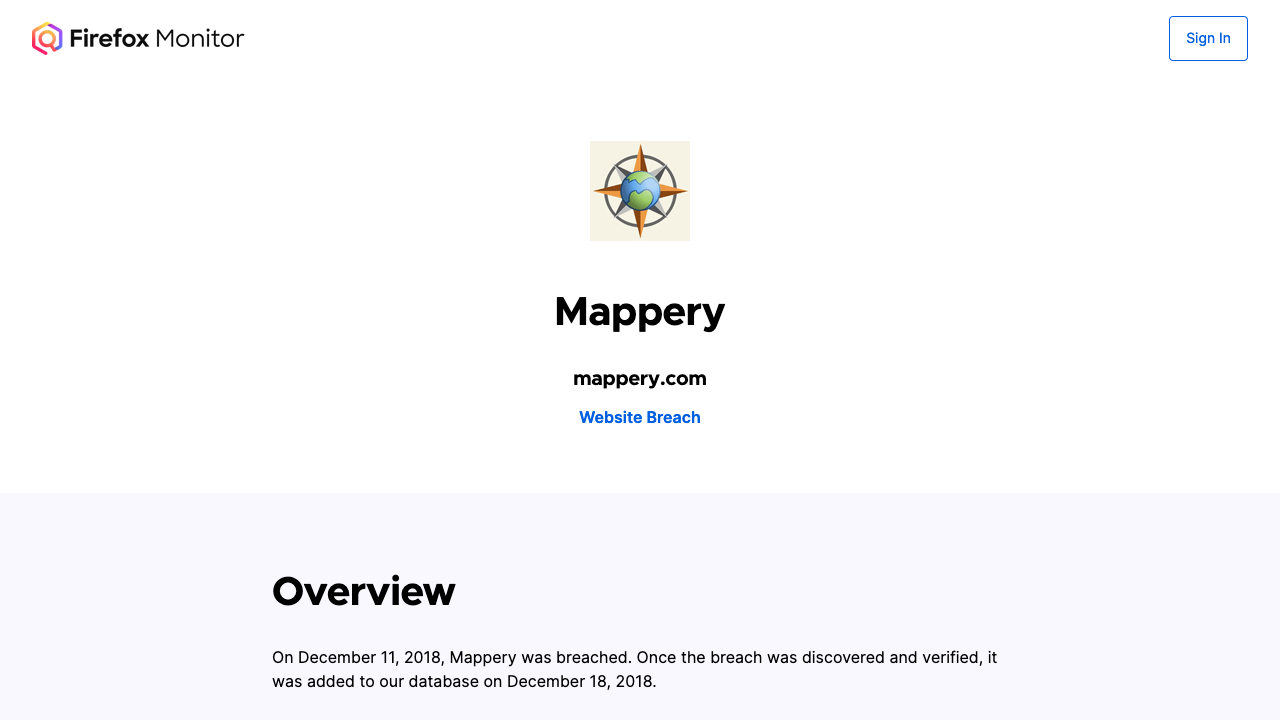 Firefox Monitor
Sign In
Mappery
mappery.com
Website Breach
Overview
On December 11, 2018, Mappery was breached. Once the breach was discovered and verified, it
was added to our database on December 18, 2018.